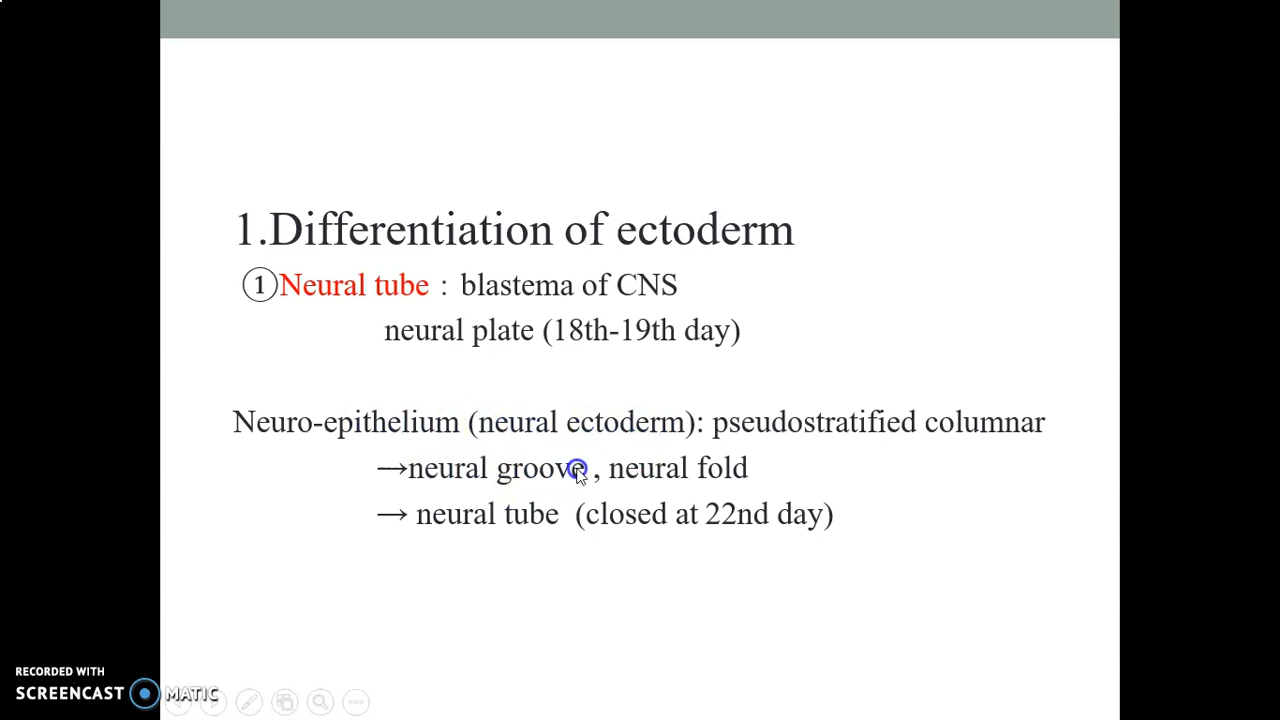 1.Differentiation of ectoderm
①Neural tube : blastema of CNS
neural plate (18th-19th day)
Neuro-epithelium (neural ectoderm): pseudostratified columnar
→neural groove , neural fold
→ neural tube (closed at 22nd day)
RECORDED WITH
SCREENCAST MATIC